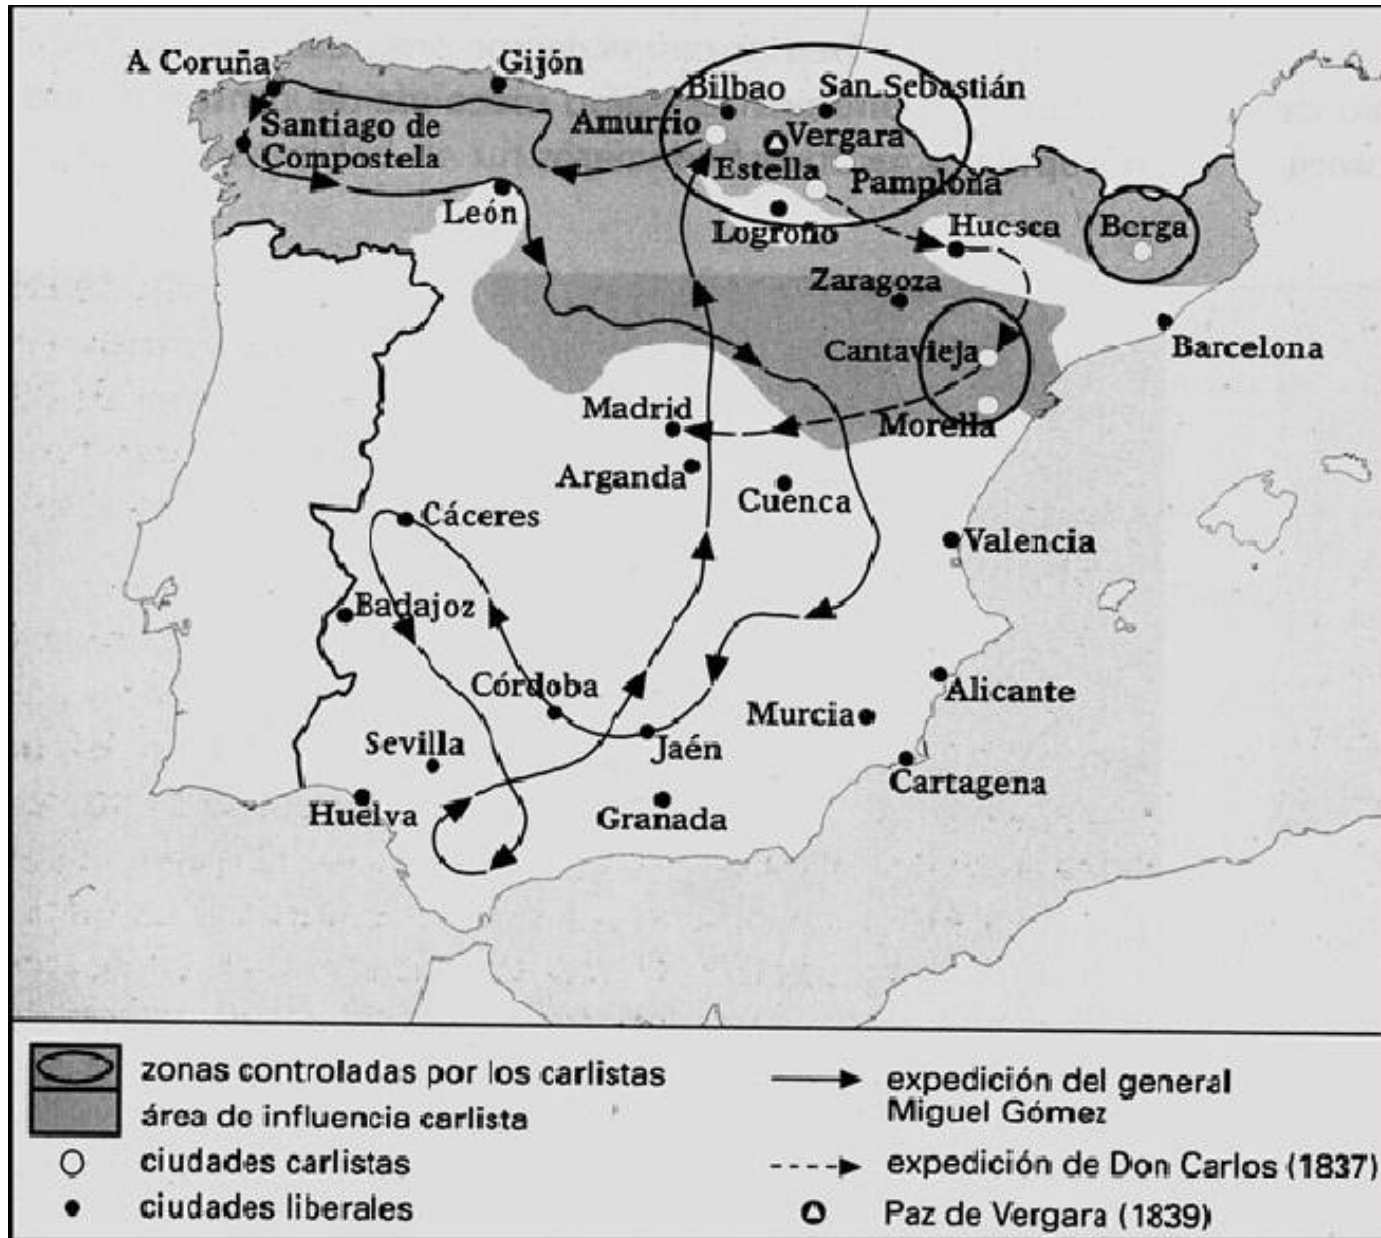 A Coruña
Gijón
Bilbao
San Sebastián
Amurrio
Vergara
Santiago de
Compostela
Estella
Pamplona
León
Logroño
Huesca
Berga
Zaragoza
Cantavieja
Barcelona
Madrid
Morella
Arganda
Cuenca
Cáceres
Valencia
Badajoz
Córdoba
Alicante
Murcia
Sevilla
Jaén
Cartagena
Huelva
Granada
zonas controladas por los carlistas
área de influencia carlista
ciudades carlistas
ciudades liberales
expedición del general
Miguel Gómez
expedición de Don Carlos (1837)
Paz de Vergara (1839)